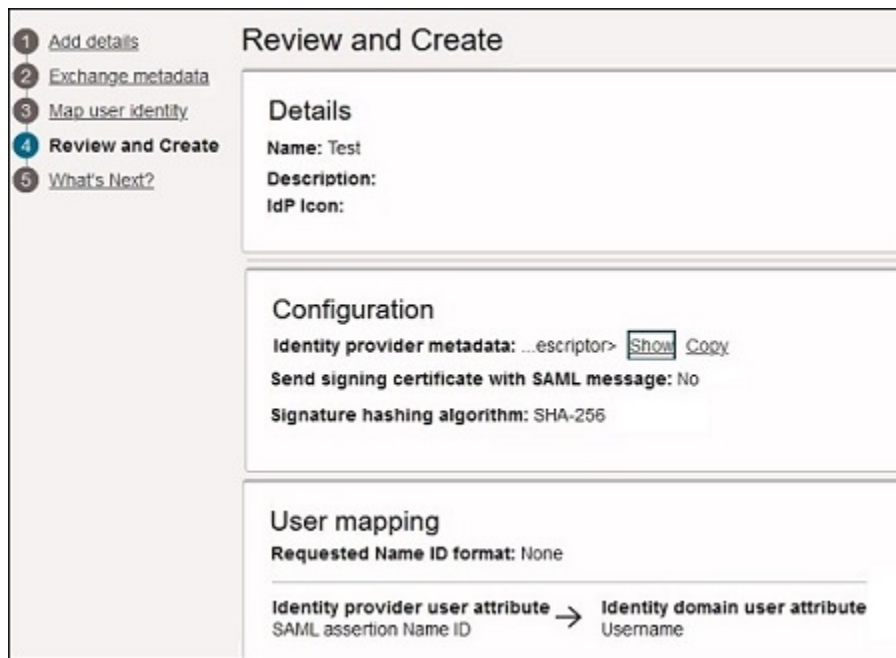 1 Add details
2 Exchange metadata
3 Map user identity
4 Review and Create
5 What's Next?
Review and Create
Details
Name: Test
Description:
IdP Icon:
Configuration
Identity provider metadata: ...escriptor> Show Copy
Send signing certificate with SAML message: No
Signature hashing algorithm: SHA-256
User mapping
Requested Name ID format: None
Identity provider user attribute → Identity domain user attribute
SAML assertion Name ID Username